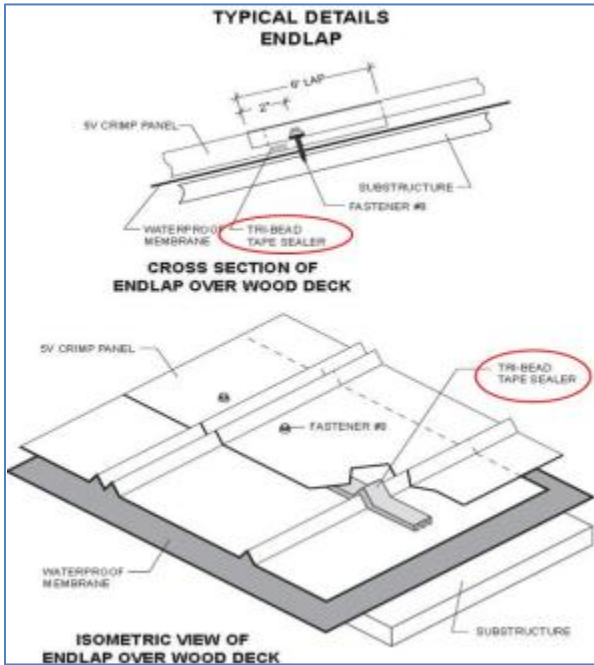 TYPICAL DETAILS
ENDLAP
6" LAP
2"
5V CRIMP PANEL
SUBSTRUCTURE
FASTENER #8
WATERPROOF
MEMBRANE
TRI-BEAD
TAPE SEALER
CROSS SECTION OF
ENDLAP OVER WOOD DECK
5V CRIMP PANEL
TRI-BEAD
TAPE SEALER
FASTENER #8
WATERPROOF
MEMBRANE
SUBSTRUCTURE
ISOMETRIC VIEW OF
ENDLAP OVER WOOD DECK